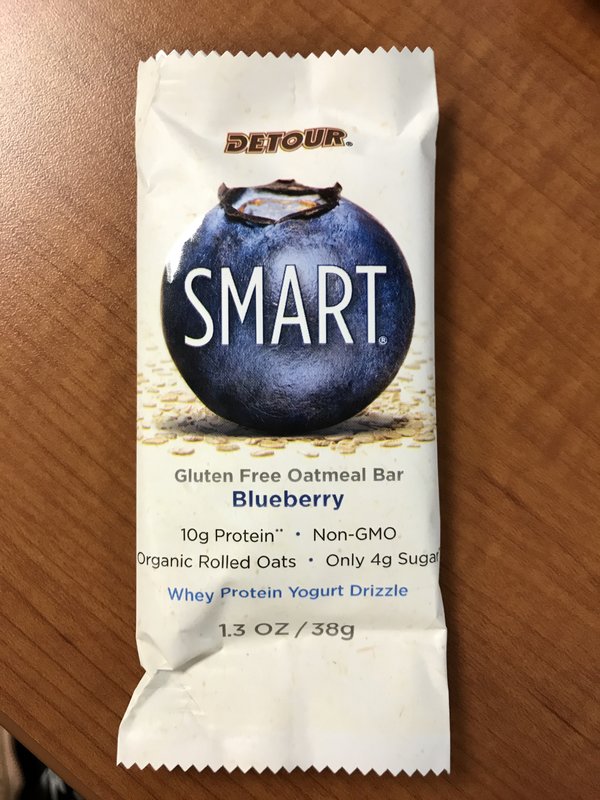 DETOUR®
SMART®
Gluten Free Oatmeal Bar
Blueberry
10g Protein** • Non-GMO
Organic Rolled Oats • Only 4g Sugar
Whey Protein Yogurt Drizzle
1.3 OZ / 38g